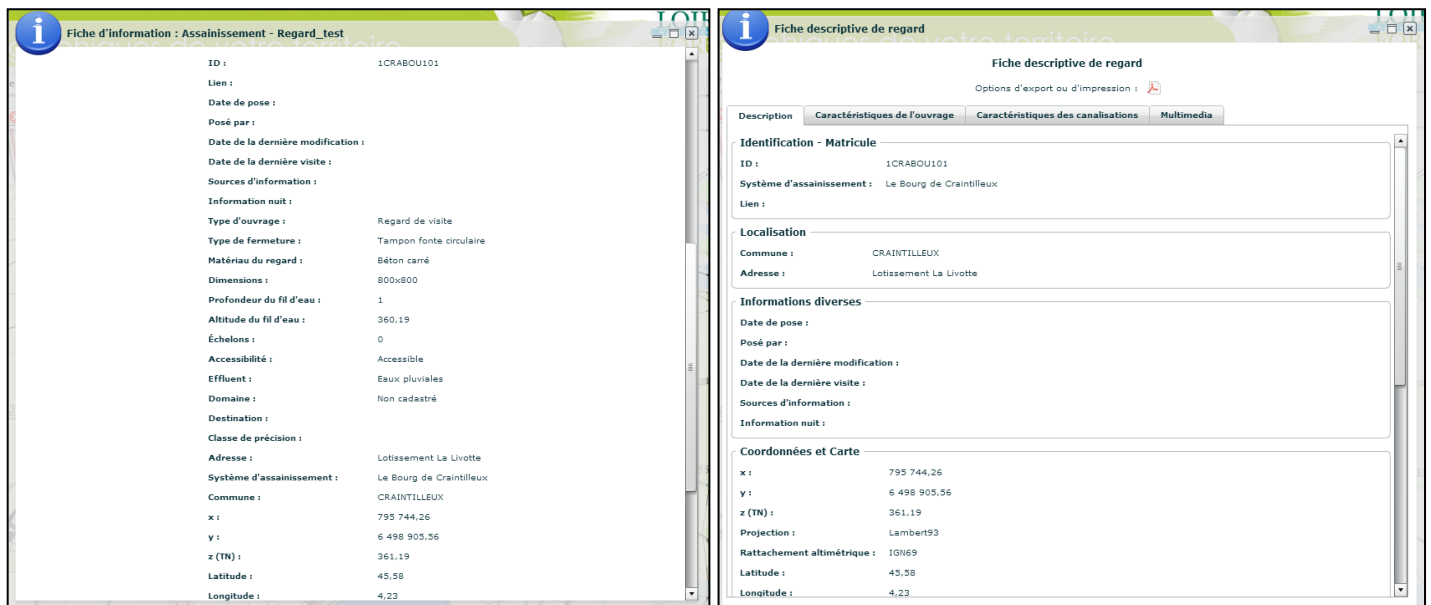 LOIR
Fiche d'information : Assainissement - Regard_test
ID : 1CRABOU101
Lien :
Date de pose :
Posé par :
Date de la dernière modification :
Date de la dernière visite :
Sources d'information :
Information nuit :
Type d'ouvrage : Regard de visite
Type de fermeture : Tampon fonte circulaire
Matériau du regard : Béton carré
Dimensions : 800x800
Profondeur du fil d'eau : 1
Altitude du fil d'eau : 360,19
Échelons : 0
Accessibilité : Accessible
Effluent : Eaux pluviales
Domaine : Non cadastré
Destination :
Classe de précision :
Adresse : Lotissement La Livotte
Système d'assainissement : Le Bourg de Craintilleux
Commune : CRAINTILLEUX
x : 795 744,26
y : 6 498 905,56
z (TN) : 361,19
Latitude : 45,58
Longitude : 4,23
Fiche descriptive de regard
Fiche descriptive de regard
Options d'export ou d'impression :
Description Caractéristiques de l'ouvrage Caractéristiques des canalisations Multimedia
Identification - Matricule
ID : 1CRABOU101
Système d'assainissement : Le Bourg de Craintilleux
Lien :
Localisation
Commune : CRAINTILLEUX
Adresse : Lotissement La Livotte
Informations diverses
Date de pose :
Posé par :
Date de la dernière modification :
Date de la dernière visite :
Sources d'information :
Information nuit :
Coordonnées et Carte
x : 795 744,26
y : 6 498 905,56
z (TN) : 361,19
Projection : Lambert93
Rattachement altimétrique : IGN69
Latitude : 45,58
Longitude : 4,23